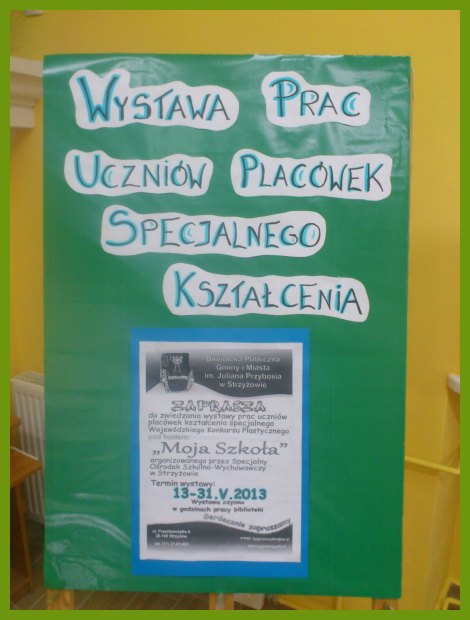 WYSTAWA PRAC
UCZNIÓW PLACÓWEK
SPECJALNEGO
KSZTAŁCENIA
Biblioteka Publiczna
Gminy i Miasta
im. Juliana Przybosia
w Strzyżowie
ZAPRASZA
do zwiedzania wystawy prac uczniów
placówek kształcenia specjalnego
Wojewódzkiego Konkursu Plastycznego
pod hasłem:
„Moja Szkoła”
organizowanego przez Specjalny
Ośrodek Szkolno-Wychowawczy
w Strzyżowie.
Termin wystawy:
13-31.V.2013
Wystawa czynna
w godzinach pracy biblioteki
Serdecznie zapraszamy